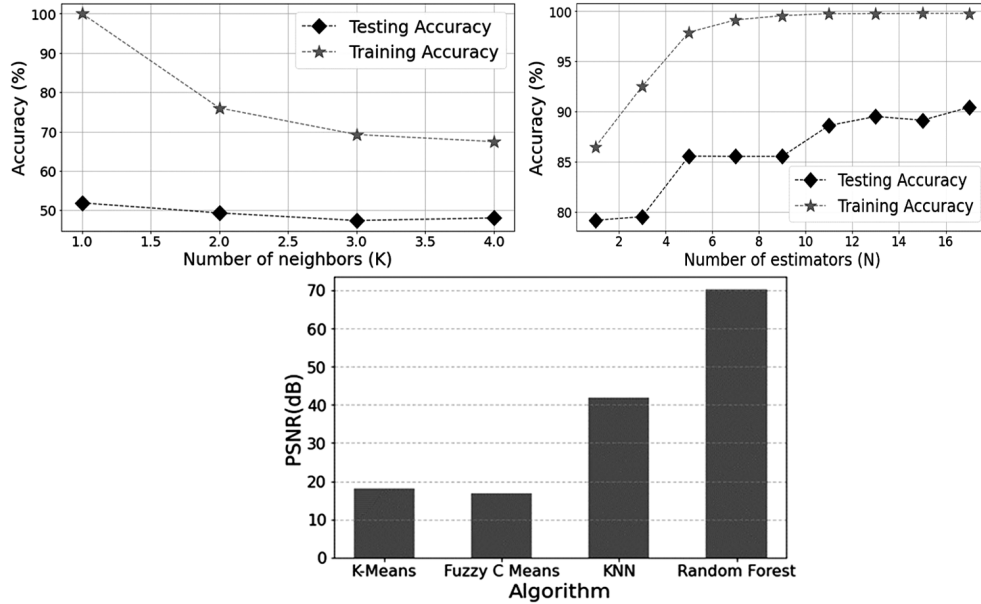 100
90
80
70
60
50
Accuracy (%)
Testing Accuracy
Training Accuracy
1.0 1.5 2.0 2.5 3.0 3.5 4.0
Number of neighbors (K)
100
95
90
85
80
Accuracy (%)
Testing Accuracy
Training Accuracy
2 4 6 8 10 12 14 16
Number of estimators (N)
70
60
50
40
30
20
10
0
PSNR(dB)
K-Means Fuzzy C Means KNN Random Forest
Algorithm